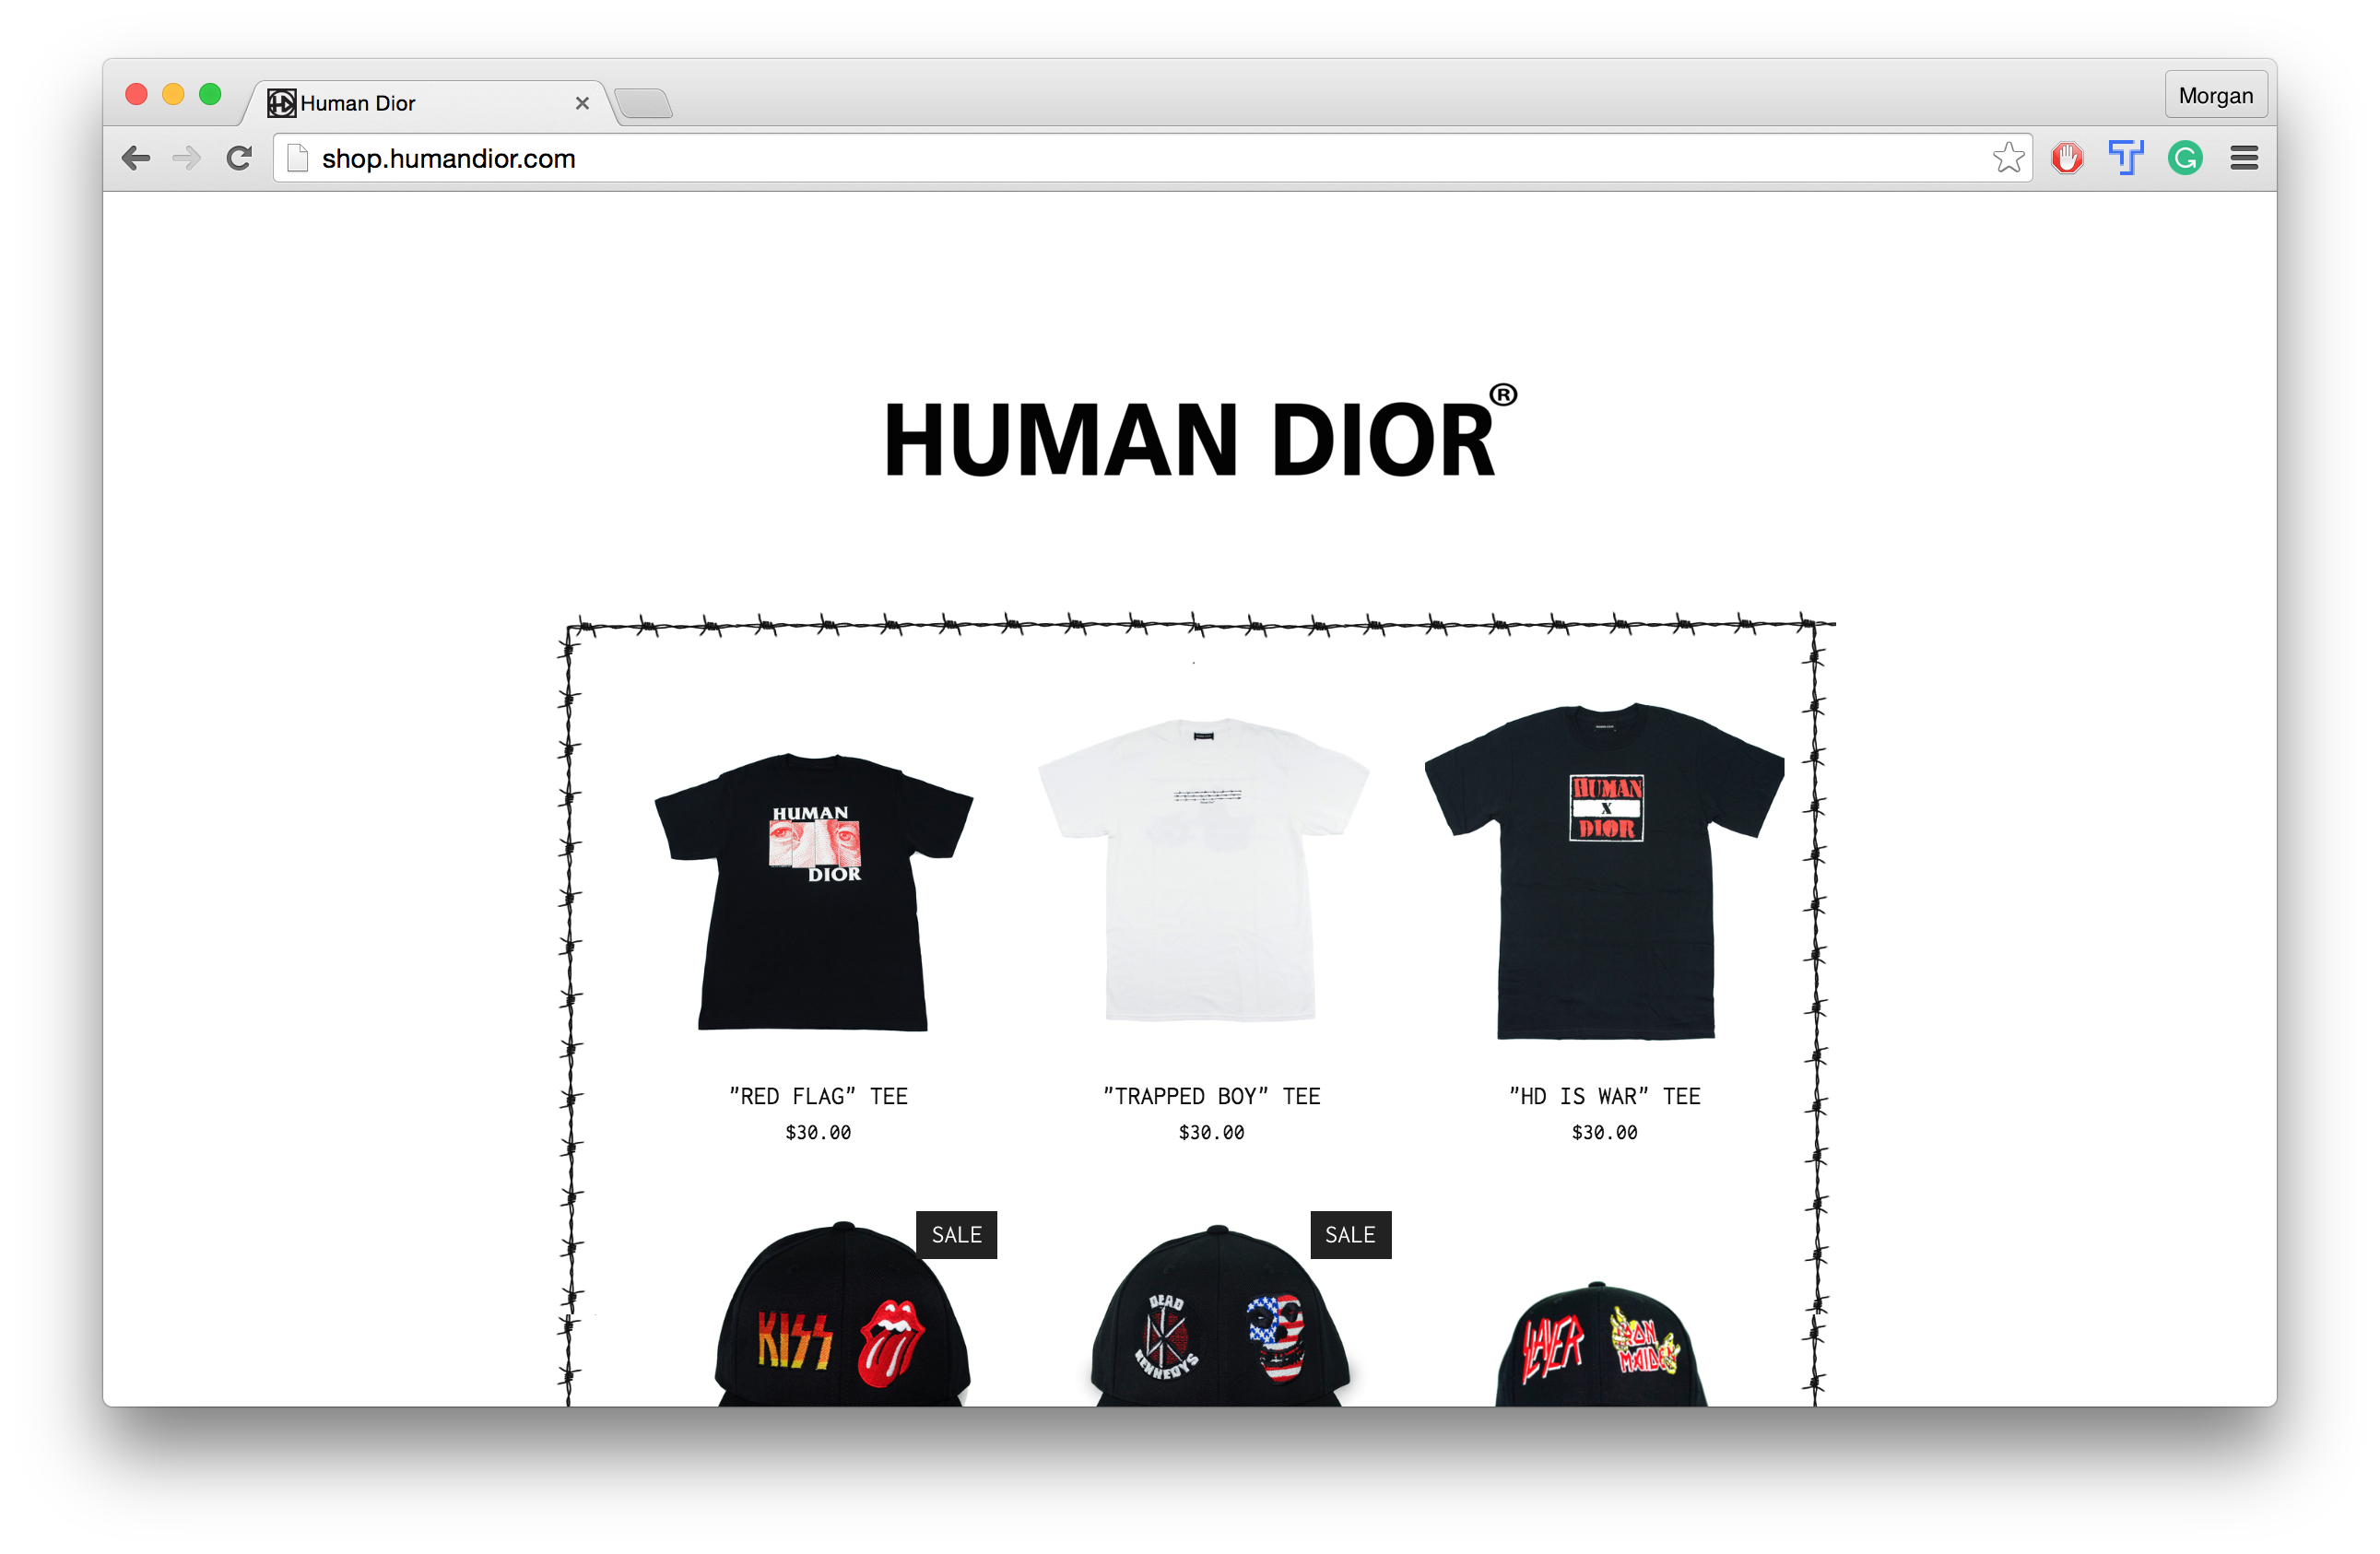 Human Dior
Morgan
shop.humandior.com
HUMAN DIOR®
HUMAN
DIOR
HUMAN
X
DIOR
"RED FLAG" TEE
"TRAPPED BOY" TEE
"HD IS WAR" TEE
$30.00
$30.00
$30.00
SALE
SALE
KISS
DEAD
DK
KENNEDYS
SLAYER
MAIDEN